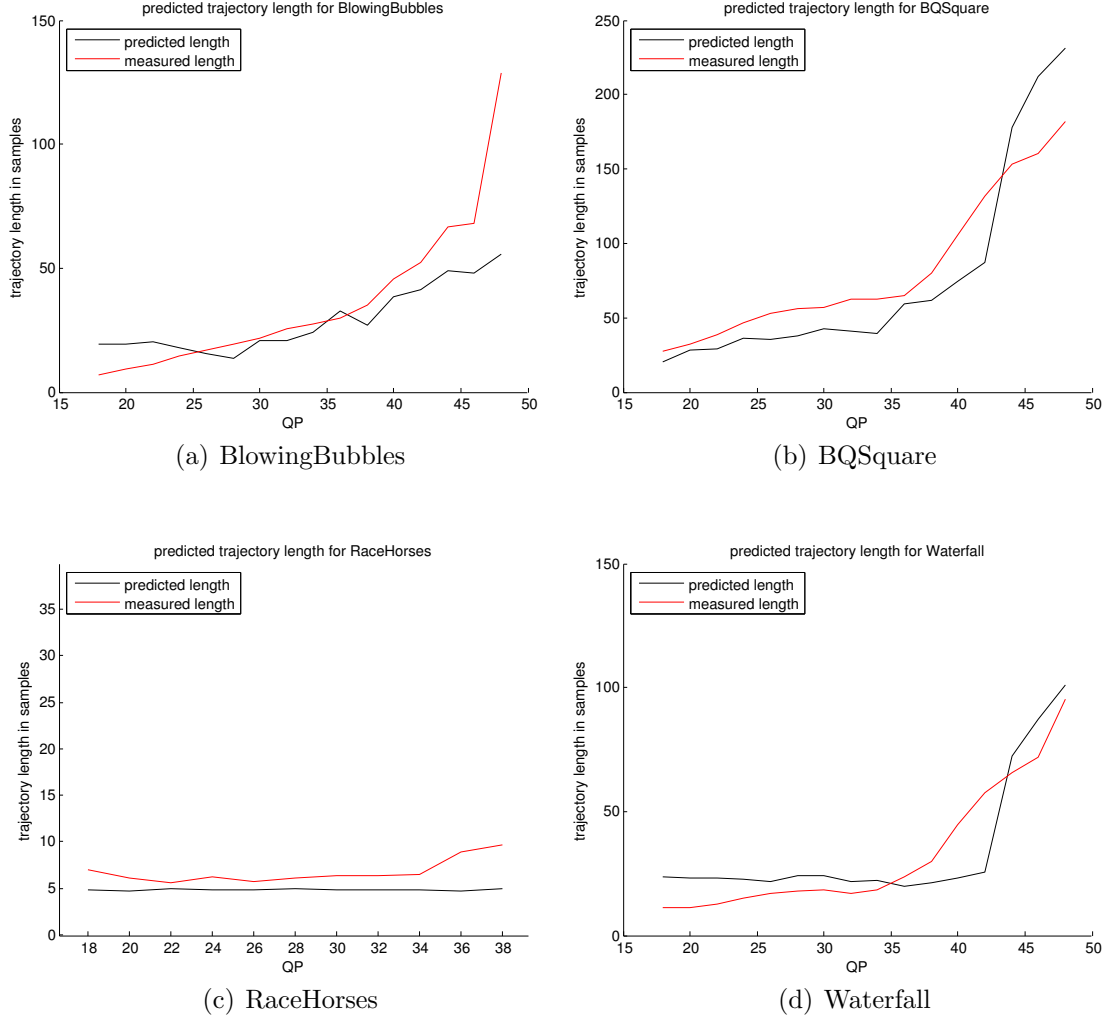 predicted trajectory length for BlowingBubbles
150
100
50
0
trajectory length in samples
predicted length
measured length
15 20 25 30 35 40 45 50
QP
(a) BlowingBubbles
predicted trajectory length for BQSquare
250
200
150
100
50
0
trajectory length in samples
predicted length
measured length
15 20 25 30 35 40 45 50
QP
(b) BQSquare
predicted trajectory length for RaceHorses
35
30
25
20
15
10
5
0
trajectory length in samples
predicted length
measured length
18 20 22 24 26 28 30 32 34 36 38
QP
(c) RaceHorses
predicted trajectory length for Waterfall
150
100
50
0
trajectory length in samples
predicted length
measured length
15 20 25 30 35 40 45 50
QP
(d) Waterfall